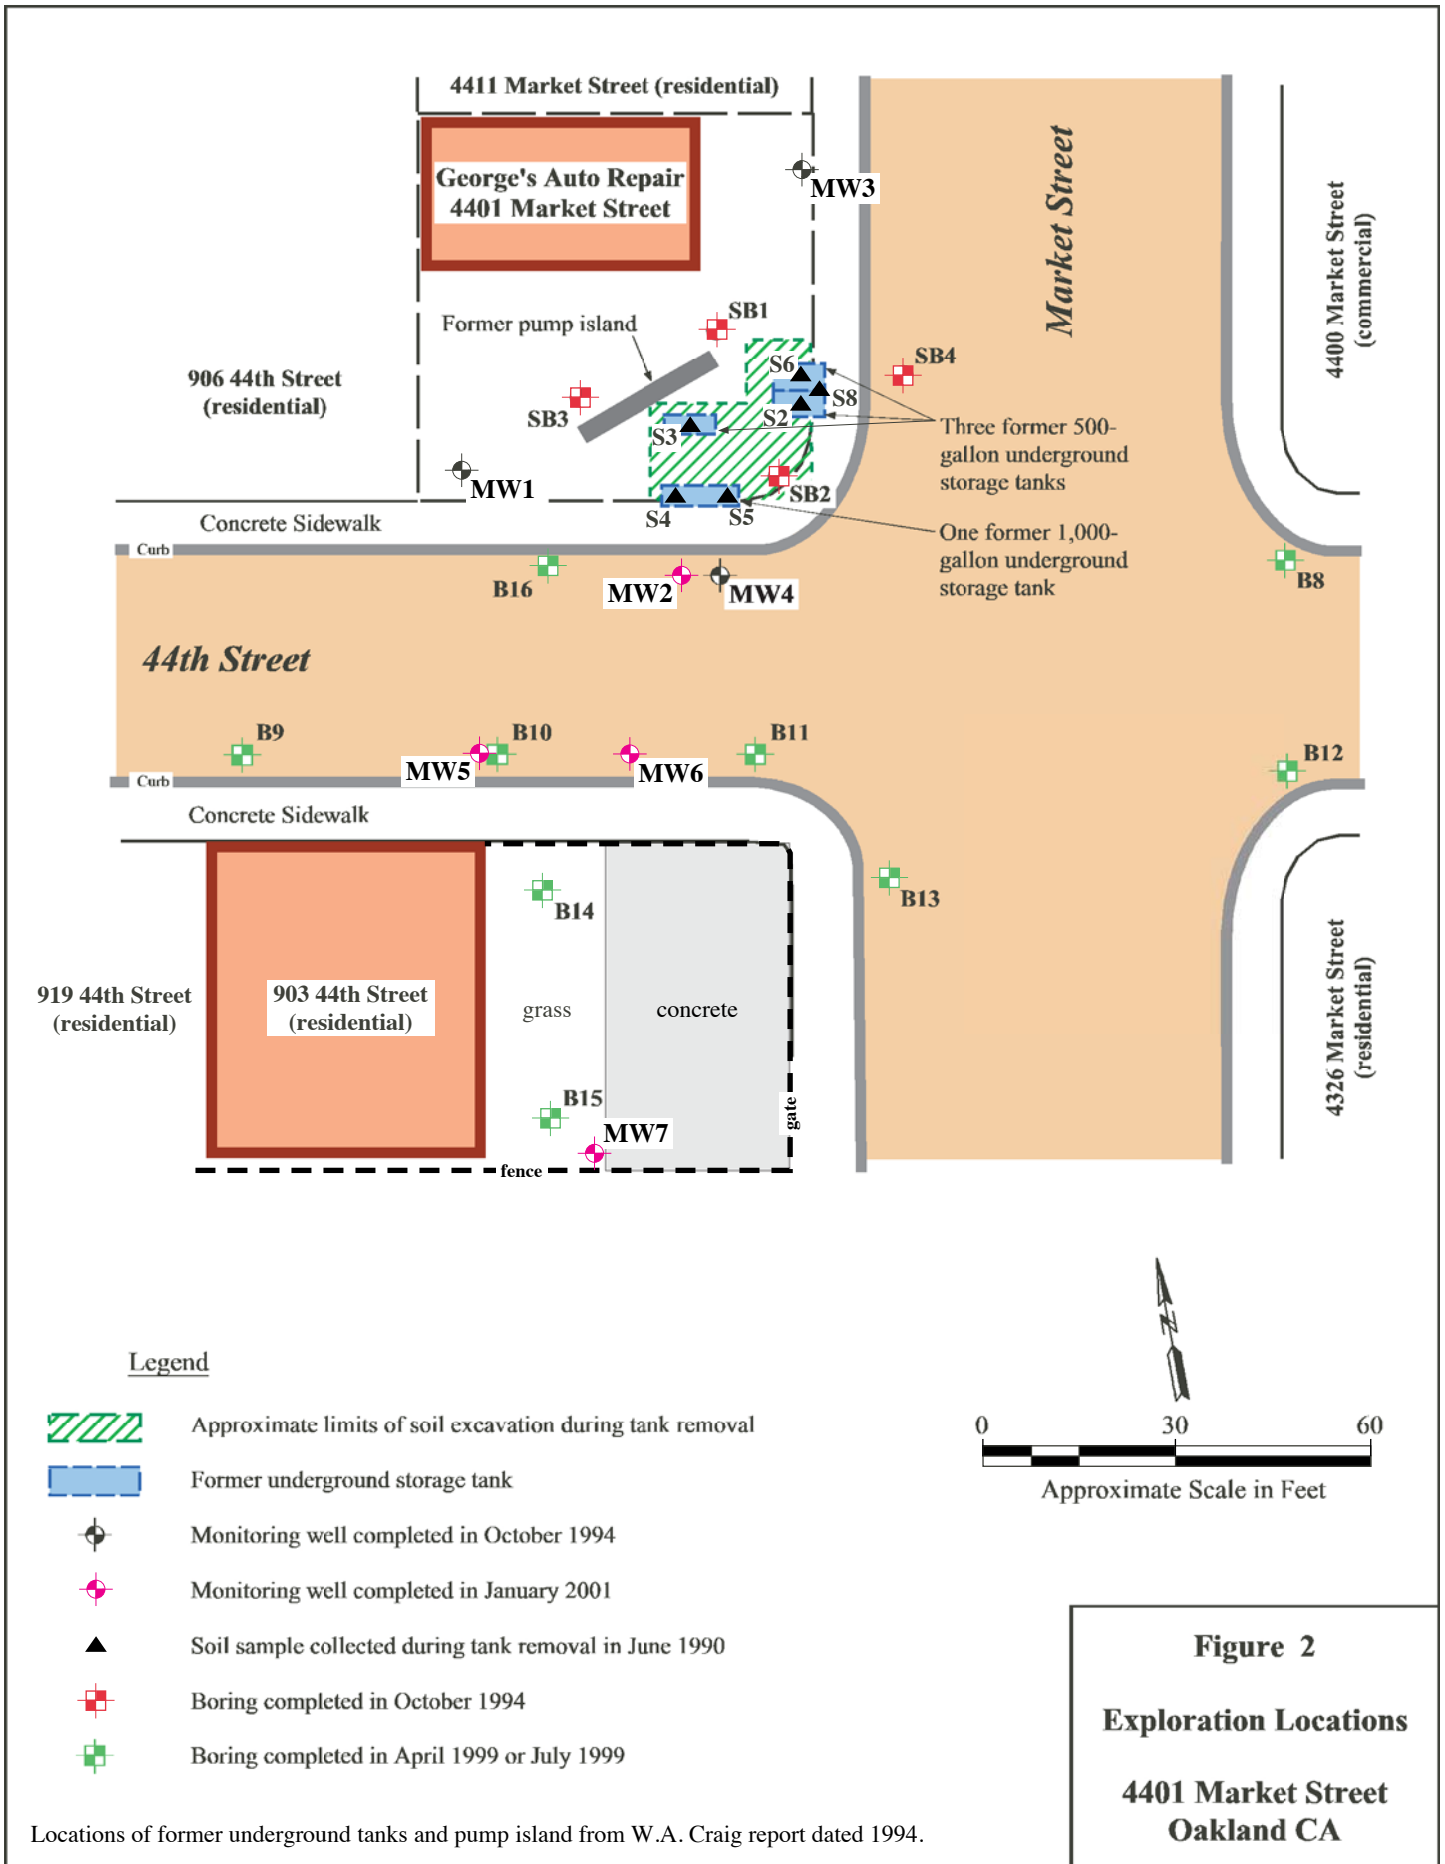 4411 Market Street (residential)
George's Auto Repair
4401 Market Street
MW3
Market Street
4400 Market Street
(commercial)
Former pump island
SB1
S6
SB4
906 44th Street
(residential)
SB3
S8
S2
S3
Three former 500-
gallon underground
storage tanks
MW1
SB2
S4
S5
Concrete Sidewalk
One former 1,000-
gallon underground
storage tank
Curb
B16
MW2
MW4
B8
44th Street
B9
B10
B11
MW5
MW6
B12
Curb
Concrete Sidewalk
B13
B14
919 44th Street
(residential)
903 44th Street
(residential)
grass
concrete
4326 Market Street
(residential)
B15
gate
MW7
fence
N
0 30 60
Approximate Scale in Feet
Legend
Approximate limits of soil excavation during tank removal
Former underground storage tank
Monitoring well completed in October 1994
Monitoring well completed in January 2001
Soil sample collected during tank removal in June 1990
Boring completed in October 1994
Boring completed in April 1999 or July 1999
Figure 2
Exploration Locations
4401 Market Street
Oakland CA
Locations of former underground tanks and pump island from W.A. Craig report dated 1994.